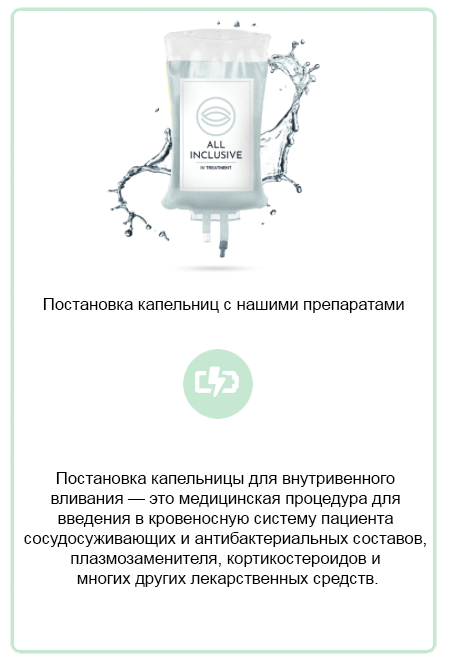 ALL
INCLUSIVE
IV TREATMENT
Постановка капельниц с нашими препаратами
Постановка капельницы для внутривенного
вливания — это медицинская процедура для
введения в кровеносную систему пациента
сосудосуживающих и антибактериальных составов,
плазмозаменителя, кортикостероидов и
многих других лекарственных средств.